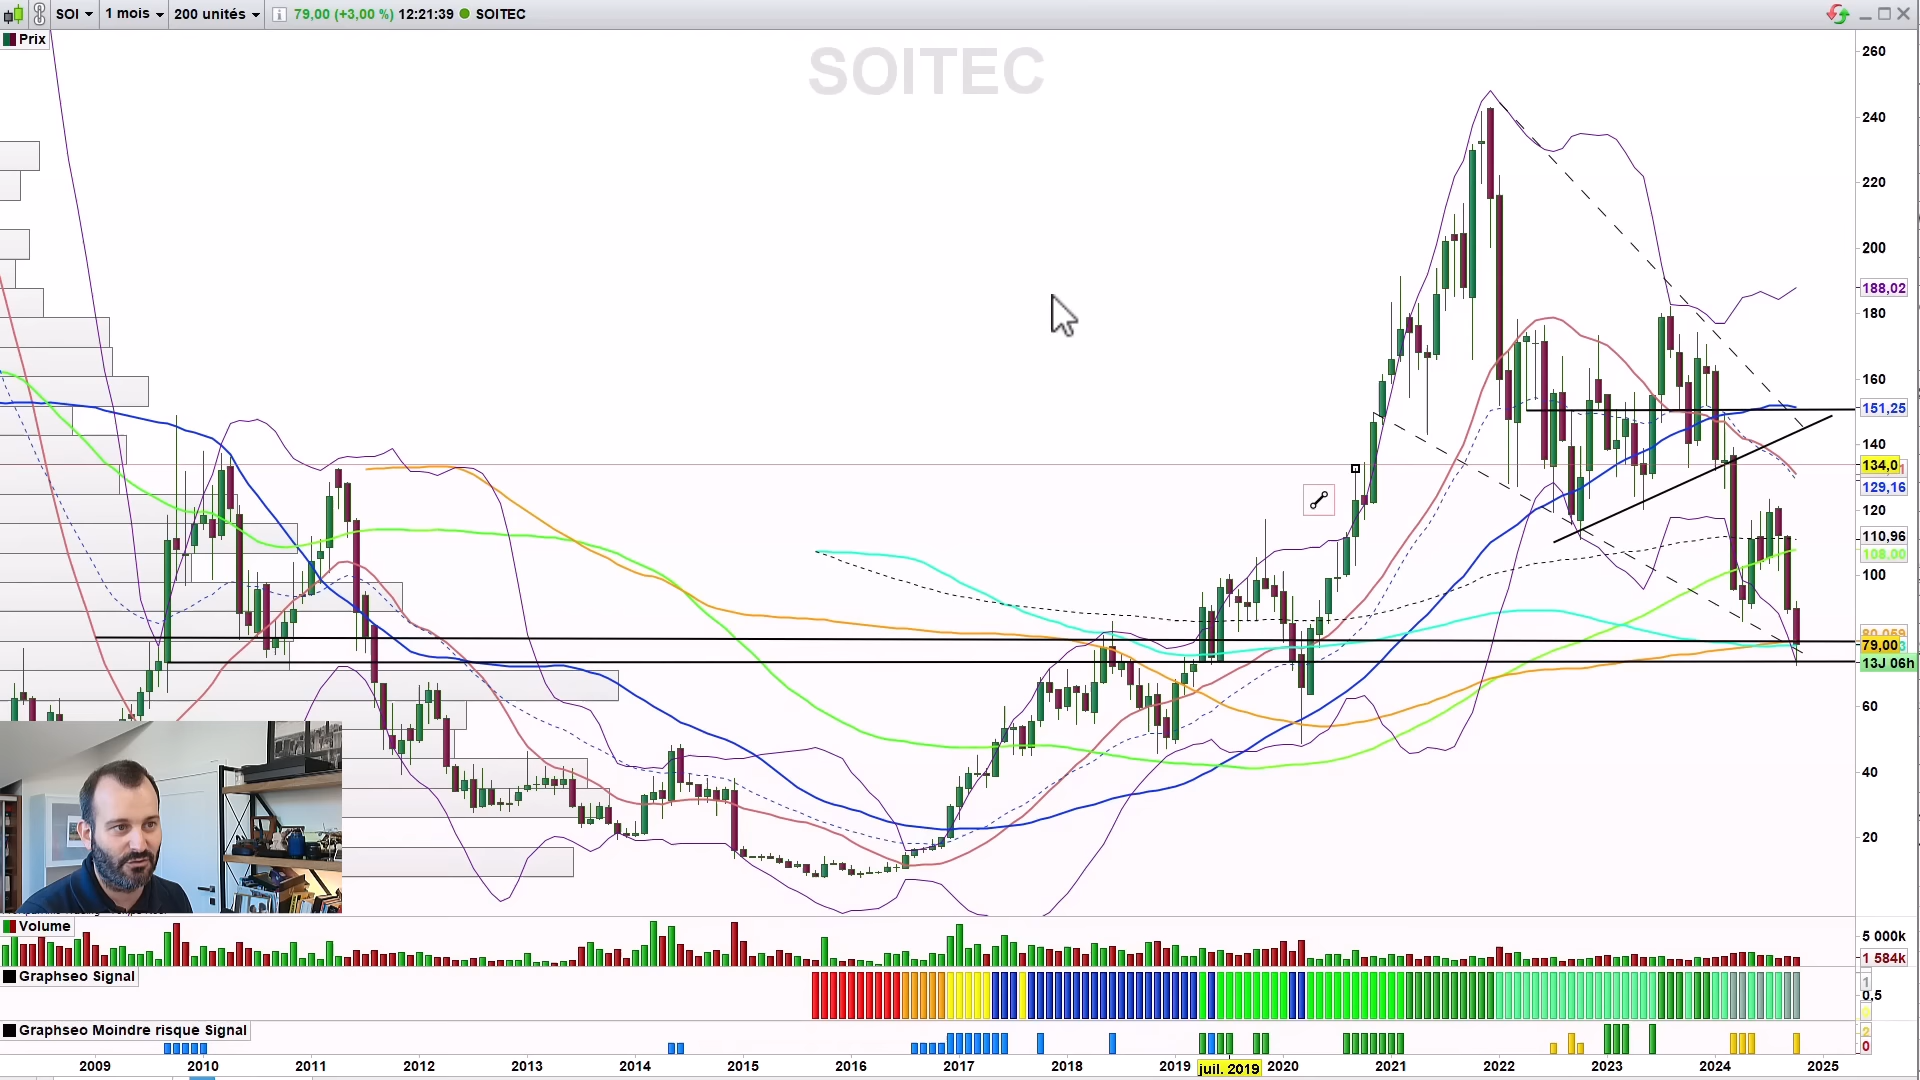 SOI 1 mois 200 unités 79,00 (+3,00 %) 12:21:39 SOITEC
Prix
SOITEC
260
240
220
200
188,02
180
160
151,25
140
134,0
129,16
120
110,96
108,00
100
80,059
79,00
13J 06h
60
40
20
Volume
5 000k
1 584k
Graphseo Signal
1
0,5
Graphseo Moindre risque Signal
2
0
2009 2010 2011 2012 2013 2014 2015 2016 2017 2018 2019 juil. 2019 2020 2021 2022 2023 2024 2025